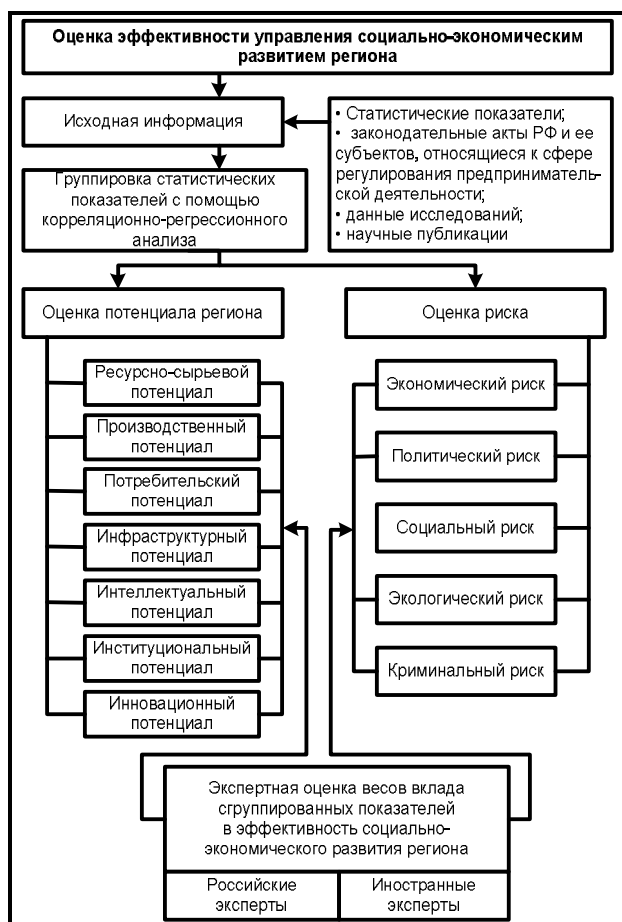 Оценка эффективности управления социально-экономическим
развитием региона
Исходная информация
• Статистические показатели;
• законодательные акты РФ и ее
субъектов, относящиеся к сфере
регулирования предприниматель-
ской деятельности;
• данные исследований;
• научные публикации
Группировка статистических
показателей с помощью
корреляционно-регрессионного
анализа
Оценка потенциала региона
Оценка риска
Ресурсно-сырьевой
потенциал
Производственный
потенциал
Потребительский
потенциал
Инфраструктурный
потенциал
Интеллектуальный
потенциал
Институциональный
потенциал
Инновационный
потенциал
Экономический риск
Политический риск
Социальный риск
Экологический риск
Криминальный риск
Экспертная оценка весов вклада
сгруппированных показателей
в эффективность социально-
экономического развития региона
Российские
эксперты
Иностранные
эксперты